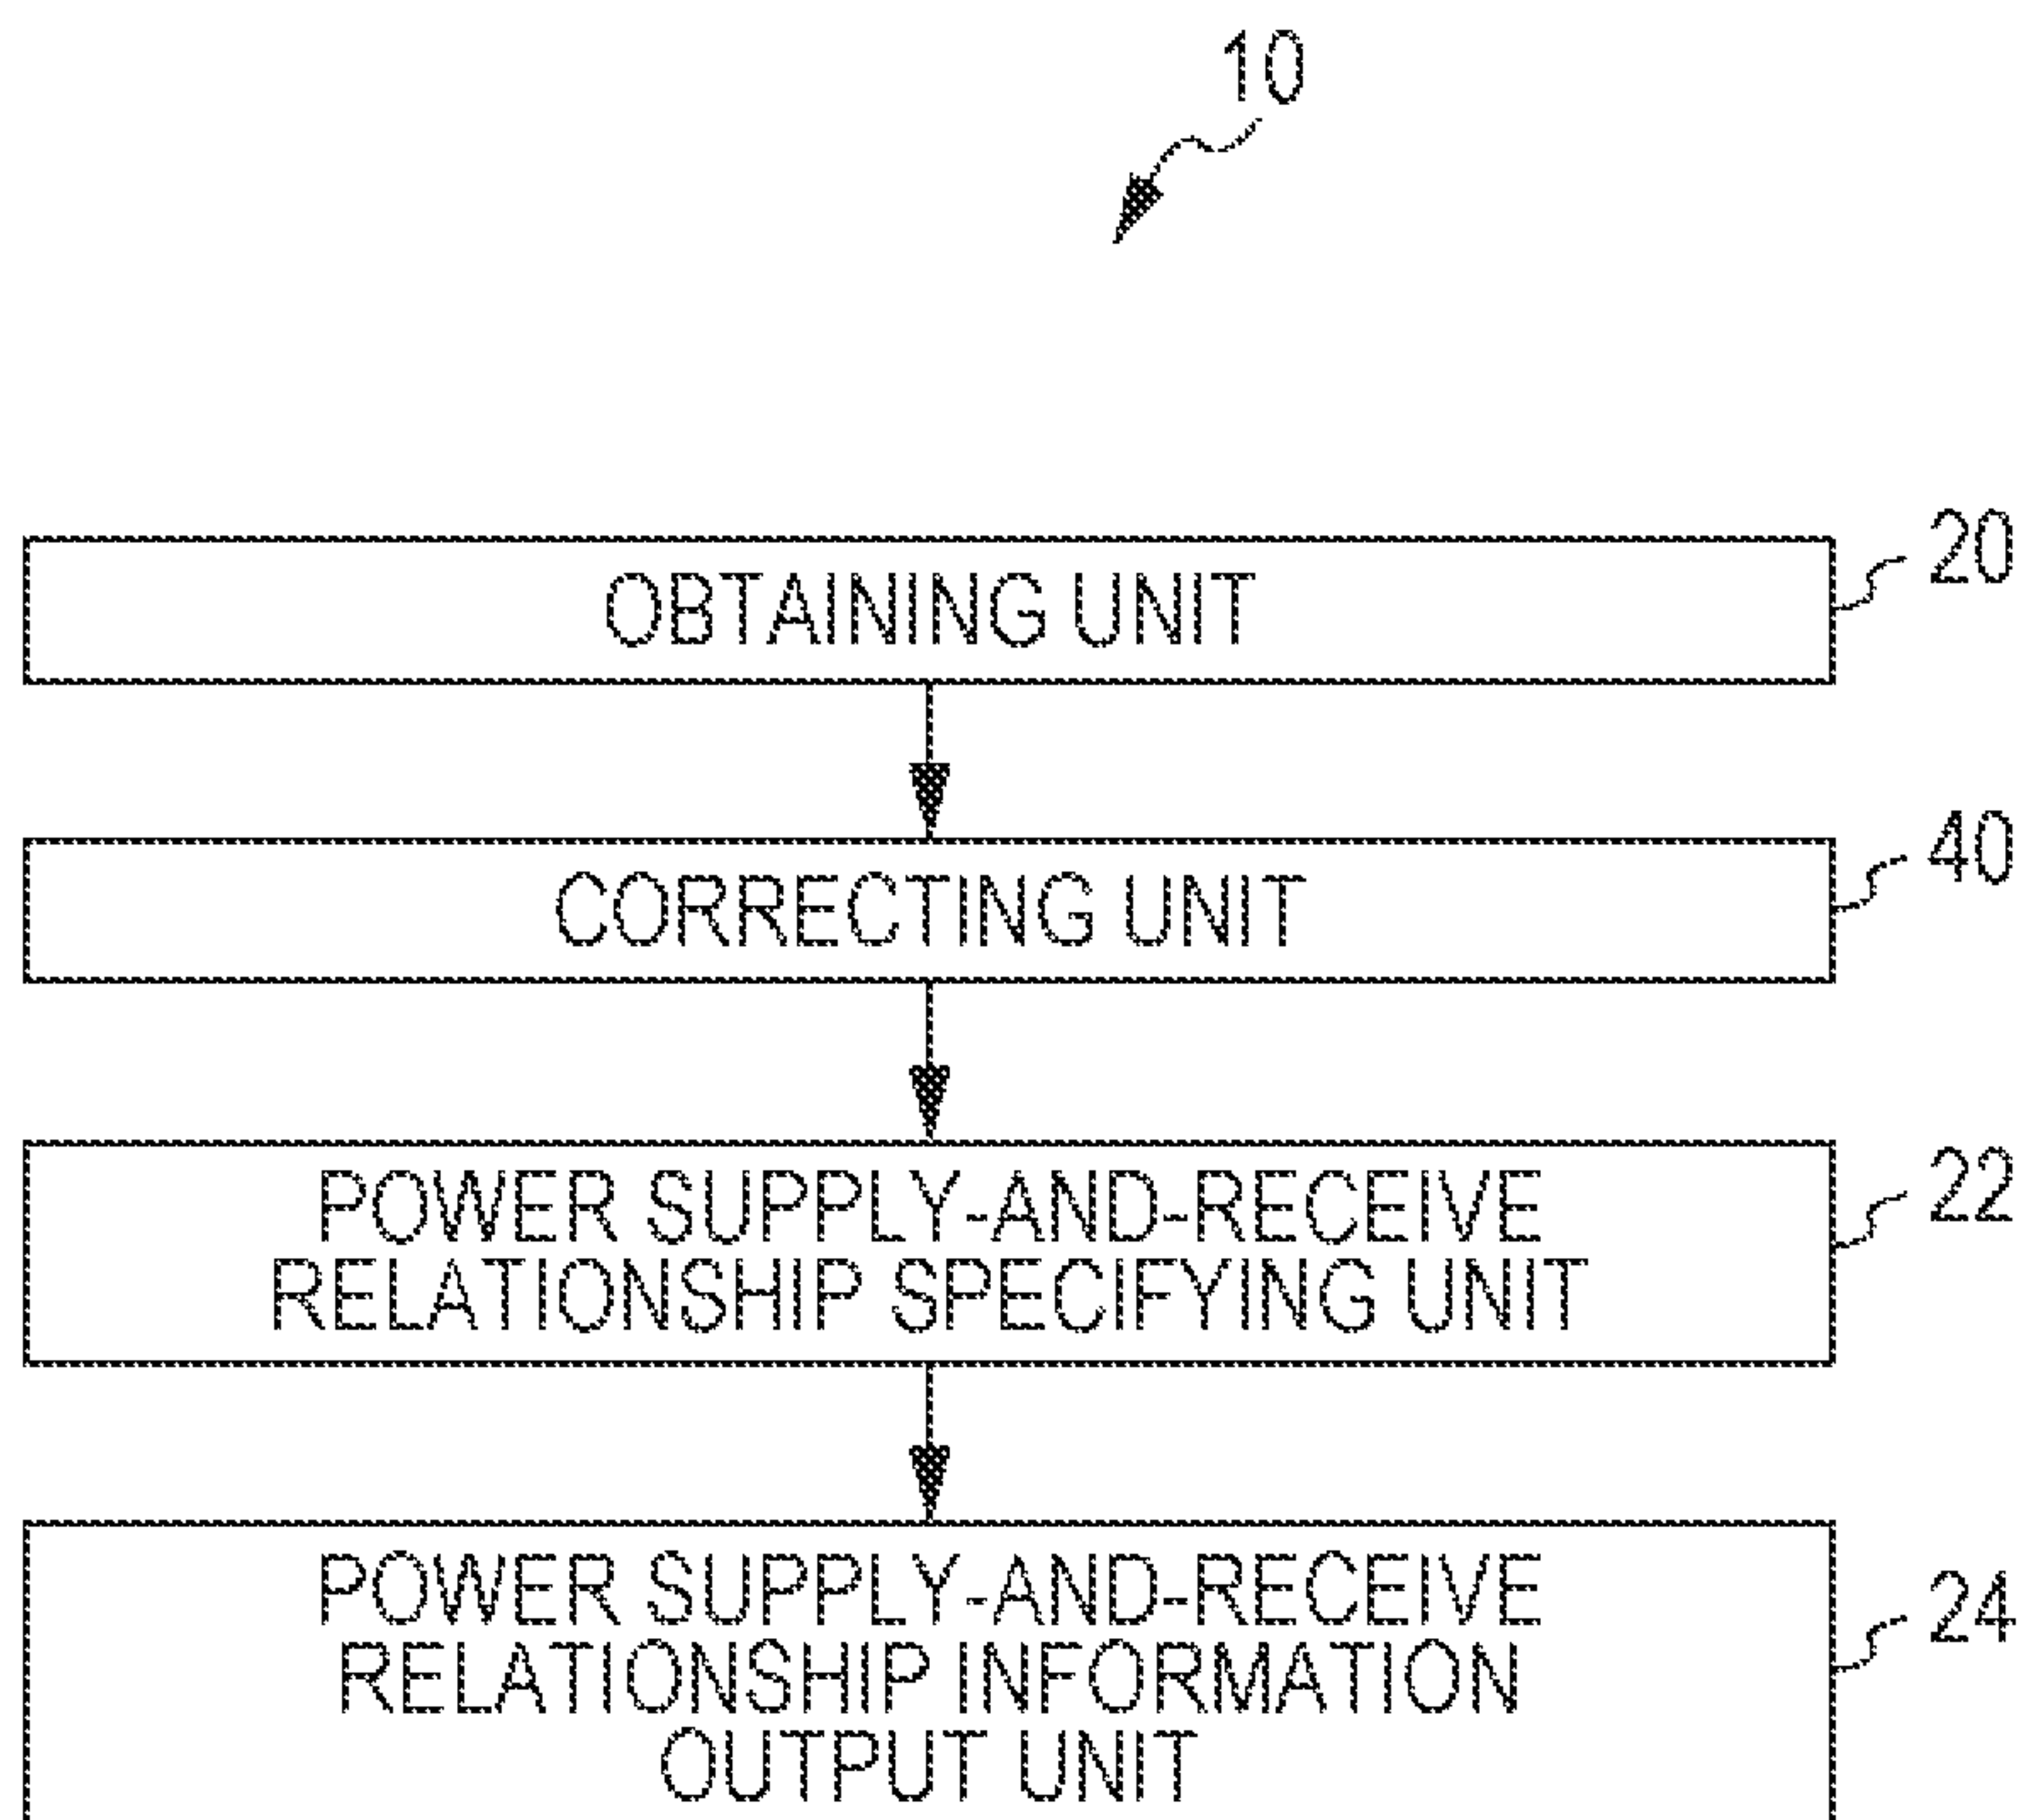 10
OBTAINING UNIT
20
CORRECTING UNIT
40
POWER SUPPLY-AND-RECEIVE
RELATIONSHIP SPECIFYING UNIT
22
POWER SUPPLY-AND-RECEIVE
RELATIONSHIP INFORMATION
OUTPUT UNIT
24